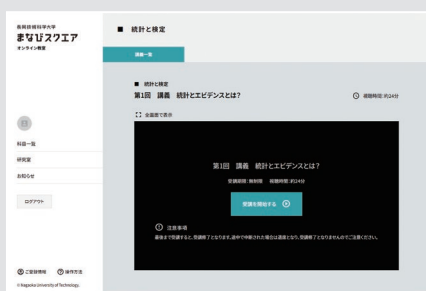 長岡技術科学大学
まなびスクエア
オンライン教室
科目一覧
研究室
お知らせ
ログアウト
ご登録情報
操作方法
© Nagaoka University of Technology.
■ 統計と検定
講義一覧
■ 統計と検定
第1回 講義 統計とエビデンスとは?
視聴時間:約24分
全画面で表示
第1回 講義 統計とエビデンスとは?
受講期限:無制限 視聴時間:約24分
受講を開始する
注意事項
最後まで受講すると、受講終了となります。途中で中断された場合は退席となり、受講終了となりませんのでご注意ください。